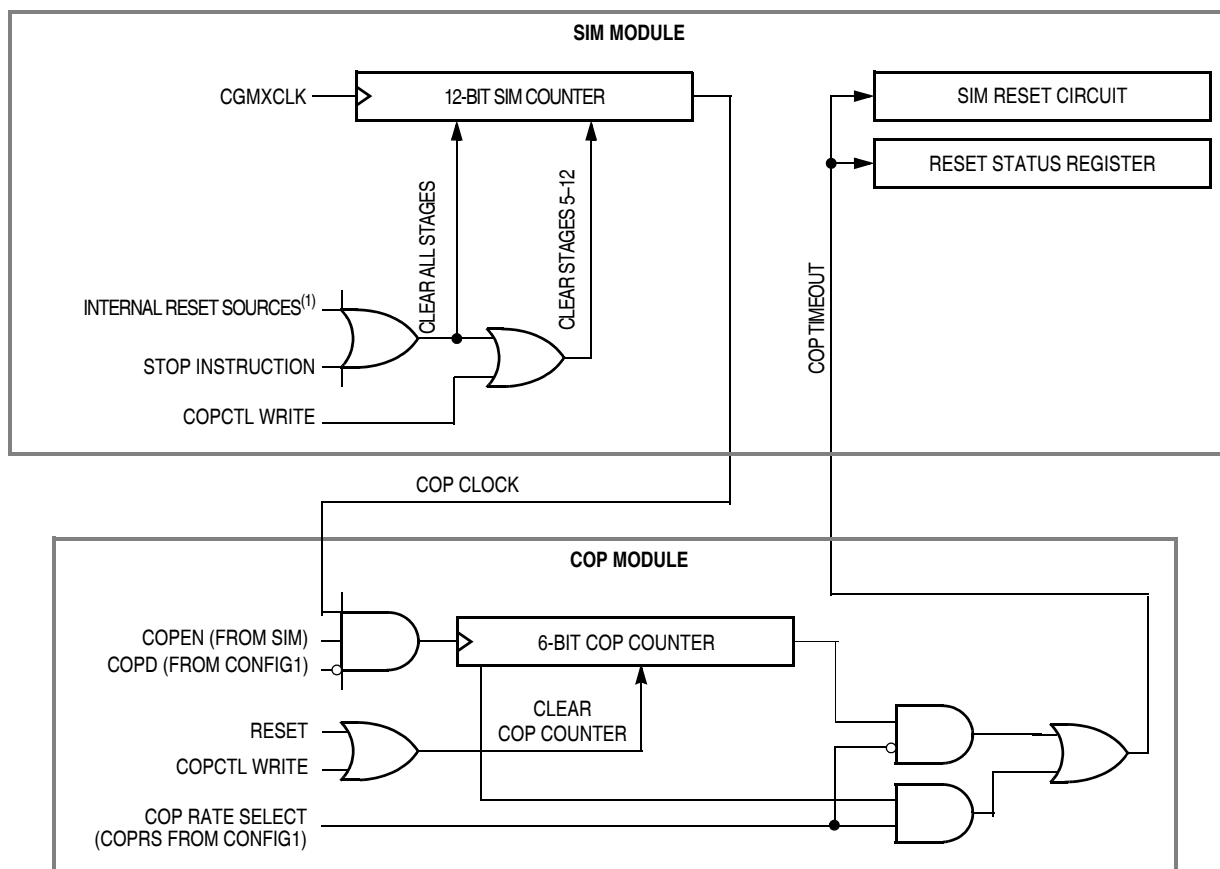 SIM MODULE
CGMXCLK
12-BIT SIM COUNTER
SIM RESET CIRCUIT
RESET STATUS REGISTER
CLEAR ALL STAGES
CLEAR STAGES 5–12
COP TIMEOUT
INTERNAL RESET SOURCES(1)
STOP INSTRUCTION
COPCTL WRITE
COP CLOCK
COP MODULE
COPEN (FROM SIM)
COPD (FROM CONFIG1)
6-BIT COP COUNTER
CLEAR
COP COUNTER
RESET
COPCTL WRITE
COP RATE SELECT
(COPRS FROM CONFIG1)